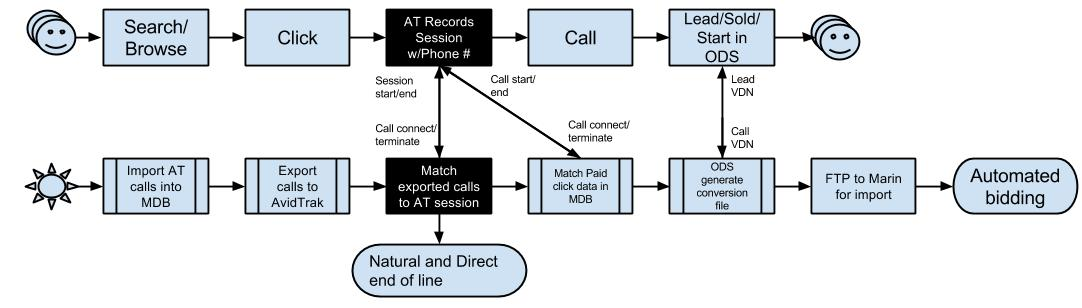 Search/
Browse
Click
AT Records
Session
w/Phone #
Call
Lead/Sold/
Start in
ODS
Session
start/end
Call start/
end
Lead
VDN
Call connect/
terminate
Call connect/
terminate
Call
VDN
Import AT
calls into
MDB
Export
calls to
AvidTrak
Match
exported calls
to AT session
Match Paid
click data in
MDB
ODS
generate
conversion
file
FTP to Marin
for import
Automated
bidding
Natural and Direct
end of line